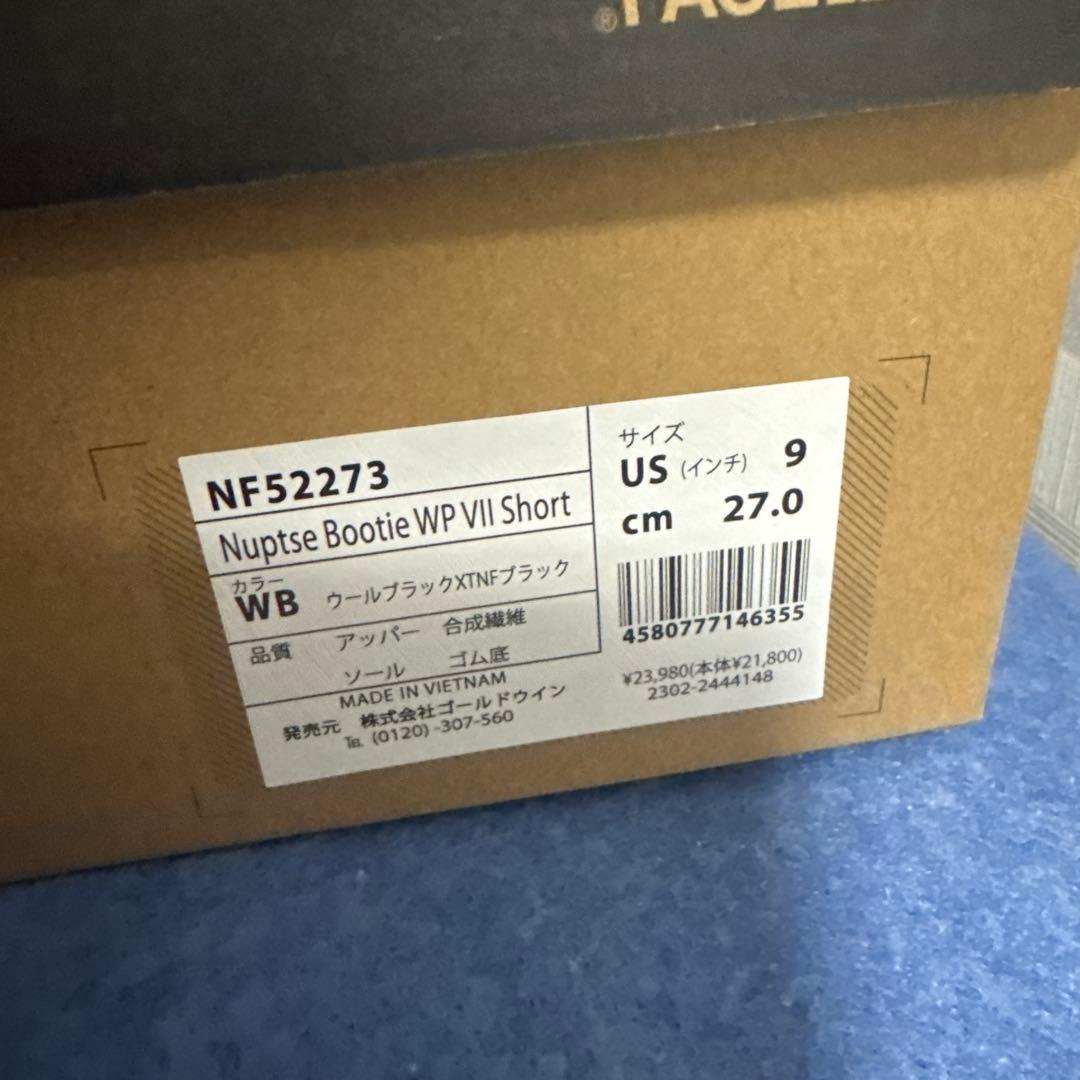 NF52273
Nuptse Bootie WP VII Short
カラー
WB ウールブラックXTNFブラック
品質 アッパー 合成繊維
ソール ゴム底
MADE IN VIETNAM
発売元 株式会社ゴールドウイン
TEL (0120) -307-560
サイズ
US (インチ) 9
cm 27.0
4580777146355
¥23,980(本体¥21,800)
2302-2444148